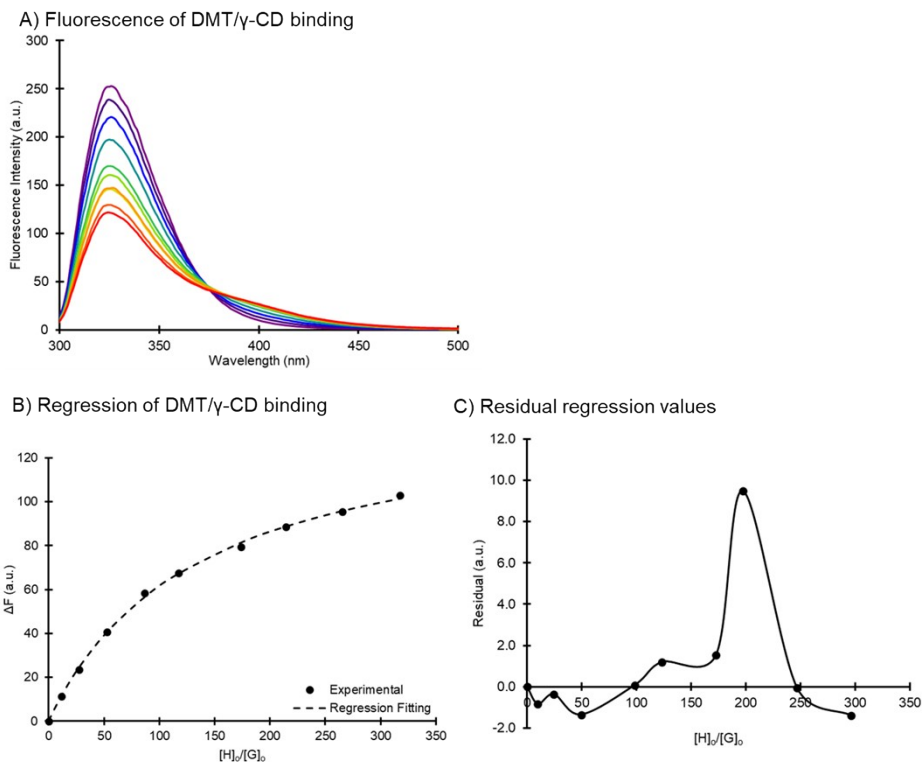 A) Fluorescence of DMT/γ-CD binding
300
250
200
150
100
50
0
Fluorescence Intensity (a.u.)
300 350 400 450 500
Wavelength (nm)
B) Regression of DMT/γ-CD binding
120
100
80
60
40
20
0
ΔF (a.u.)
Experimental
Regression Fitting
0 50 100 150 200 250 300 350
[H]₀/[G]₀
C) Residual regression values
12.0
10.0
8.0
6.0
4.0
2.0
0.0
-2.0
Residual (a.u.)
0 50 100 150 200 250 300 350
[H]₀/[G]₀